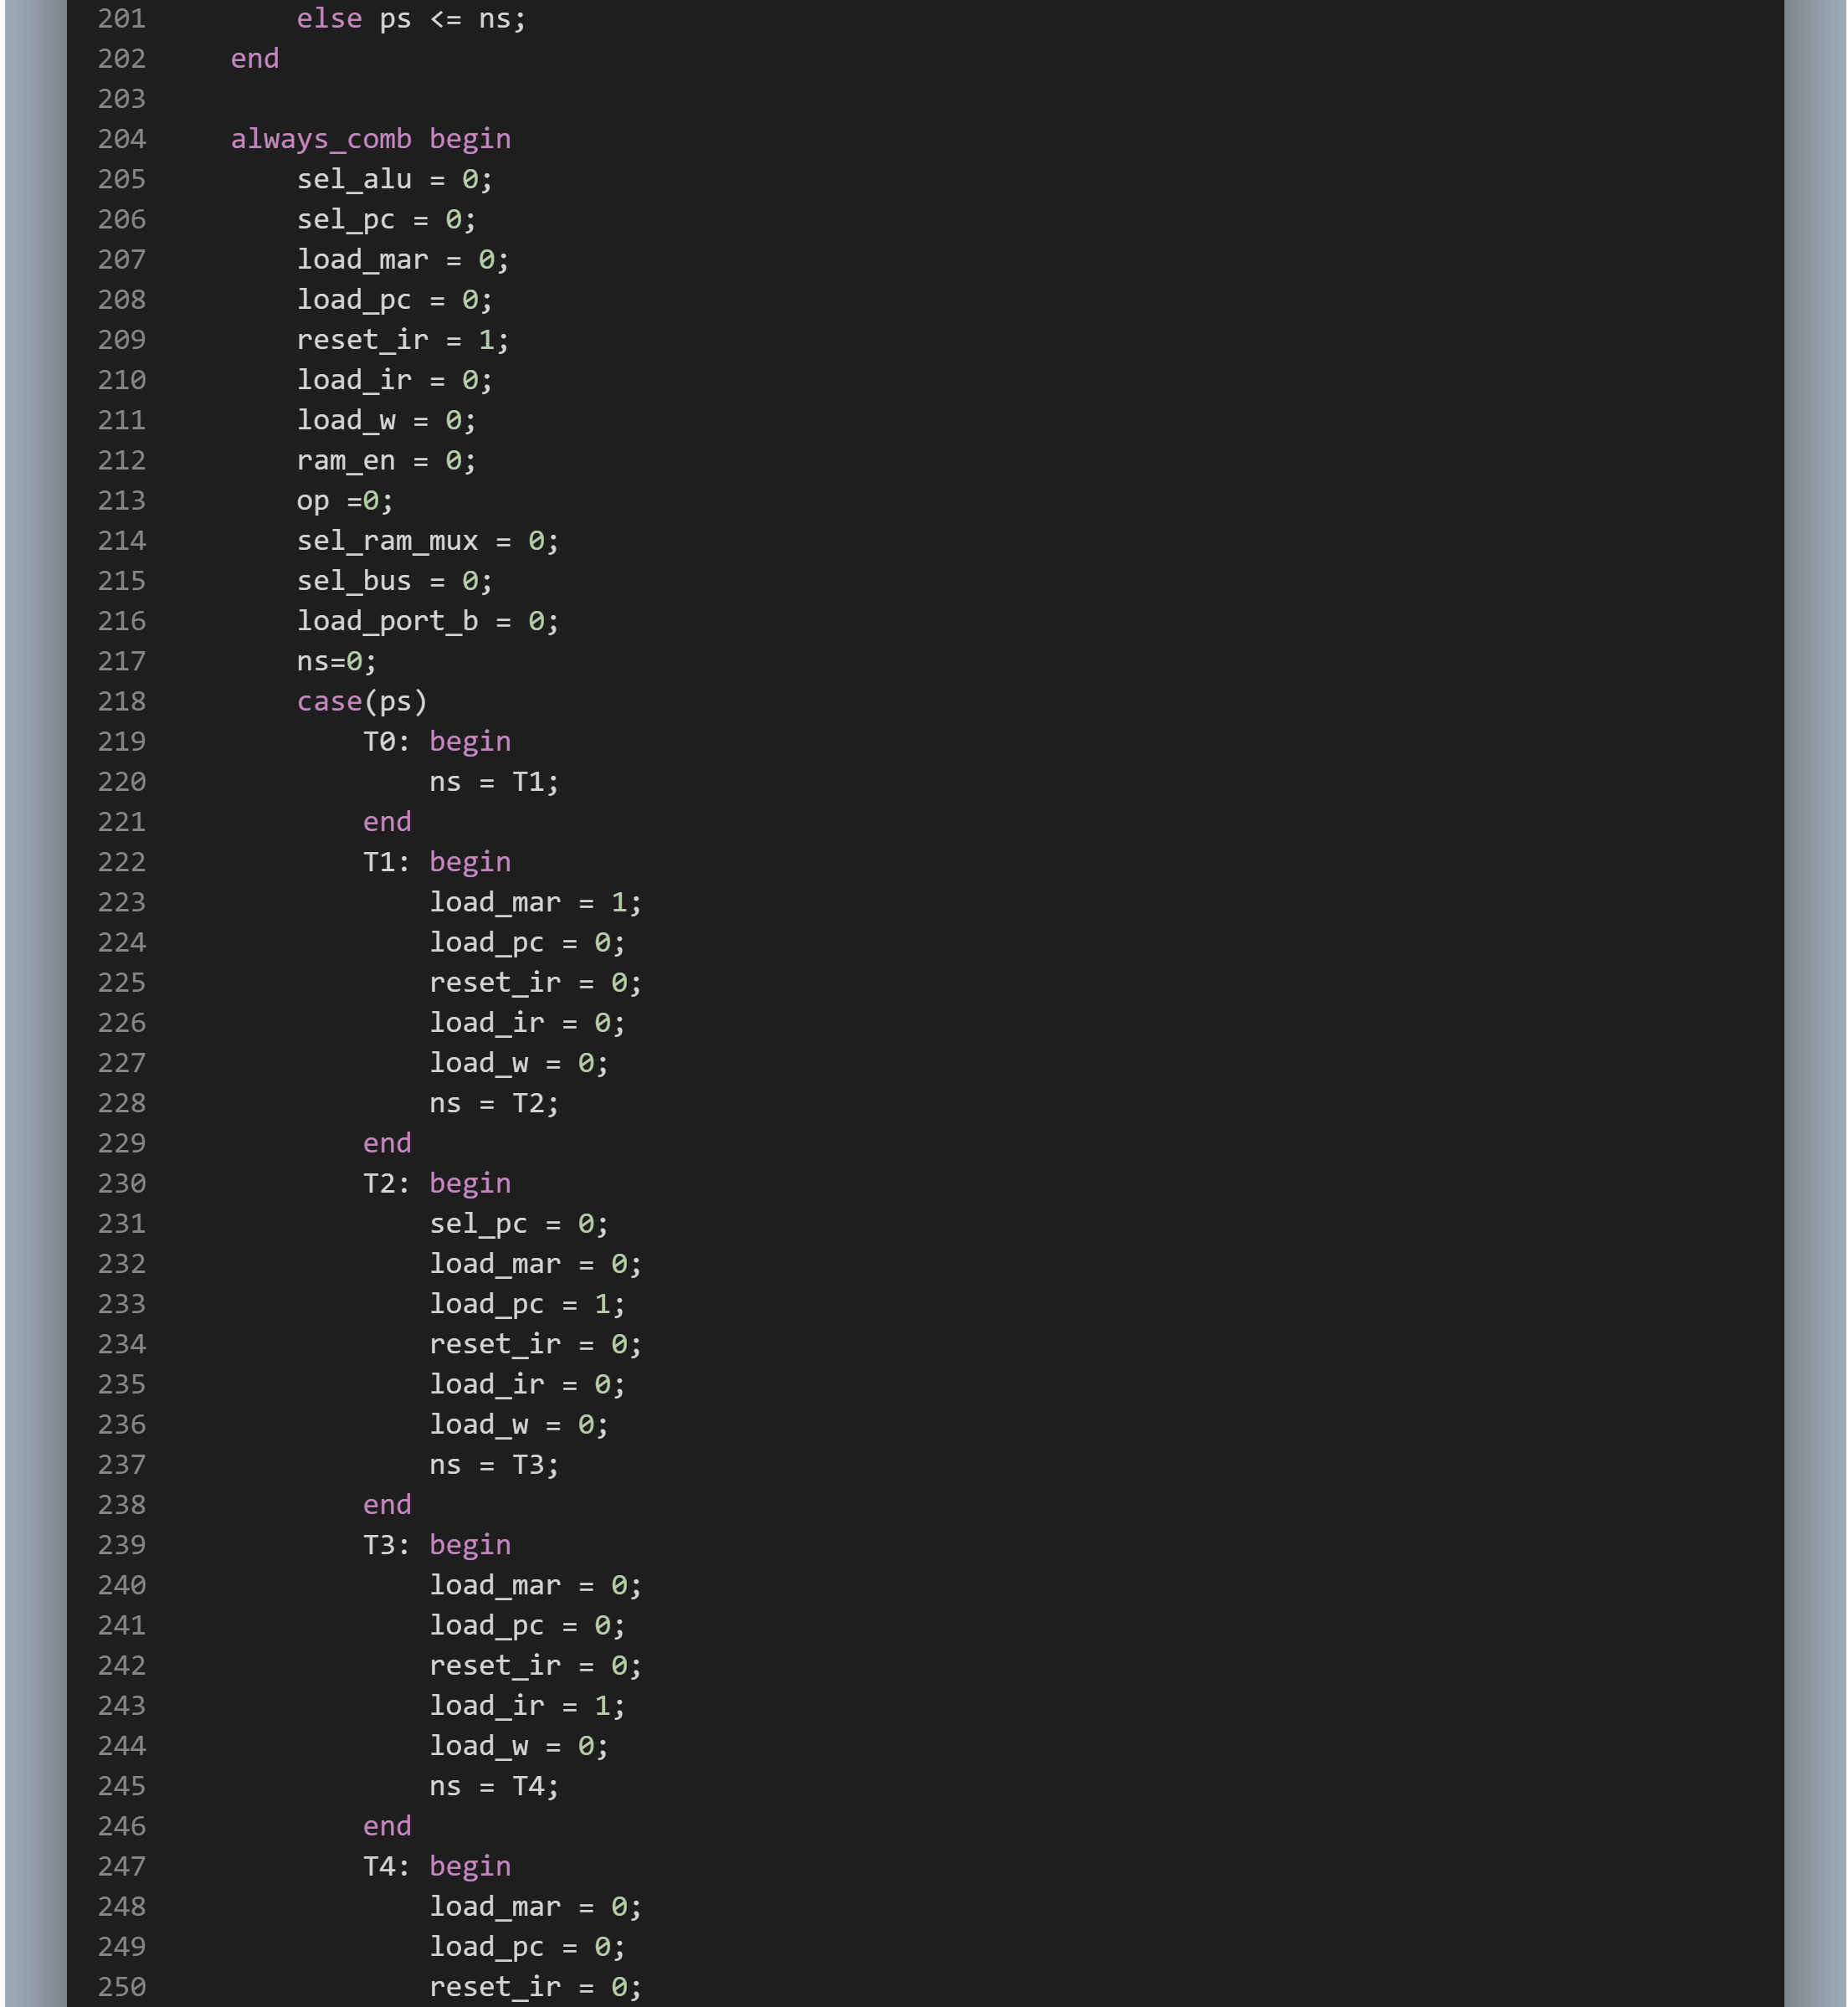 201 else ps <= ns;
202 end
203
204 always_comb begin
205 sel_alu = 0;
206 sel_pc = 0;
207 load_mar = 0;
208 load_pc = 0;
209 reset_ir = 1;
210 load_ir = 0;
211 load_w = 0;
212 ram_en = 0;
213 op =0;
214 sel_ram_mux = 0;
215 sel_bus = 0;
216 load_port_b = 0;
217 ns=0;
218 case(ps)
219 T0: begin
220 ns = T1;
221 end
222 T1: begin
223 load_mar = 1;
224 load_pc = 0;
225 reset_ir = 0;
226 load_ir = 0;
227 load_w = 0;
228 ns = T2;
229 end
230 T2: begin
231 sel_pc = 0;
232 load_mar = 0;
233 load_pc = 1;
234 reset_ir = 0;
235 load_ir = 0;
236 load_w = 0;
237 ns = T3;
238 end
239 T3: begin
240 load_mar = 0;
241 load_pc = 0;
242 reset_ir = 0;
243 load_ir = 1;
244 load_w = 0;
245 ns = T4;
246 end
247 T4: begin
248 load_mar = 0;
249 load_pc = 0;
250 reset_ir = 0;